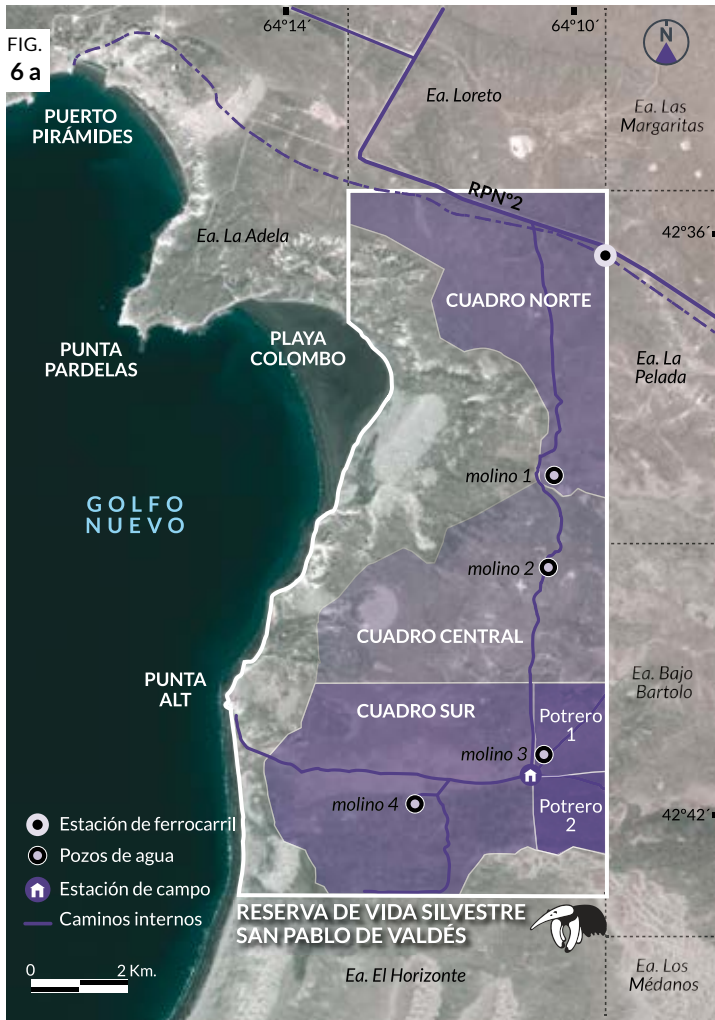 FIG.
6 a
64°14´
64°10´
N
Ea. Loreto
Ea. Las
Margaritas
PUERTO
PIRÁMIDES
RPNº2
Ea. La Adela
42°36´
CUADRO NORTE
PLAYA
COLOMBO
PUNTA
PARDELAS
Ea. La
Pelada
molino 1
GOLFO
NUEVO
molino 2
CUADRO CENTRAL
PUNTA
ALT
Ea. Bajo
Bartolo
CUADRO SUR
Potrero
1
molino 3
molino 4
Potrero
2
42°42´
Estación de ferrocarril
Pozos de agua
Estación de campo
Caminos internos
RESERVA DE VIDA SILVESTRE
SAN PABLO DE VALDÉS
0 2 Km.
Ea. El Horizonte
Ea. Los
Médanos